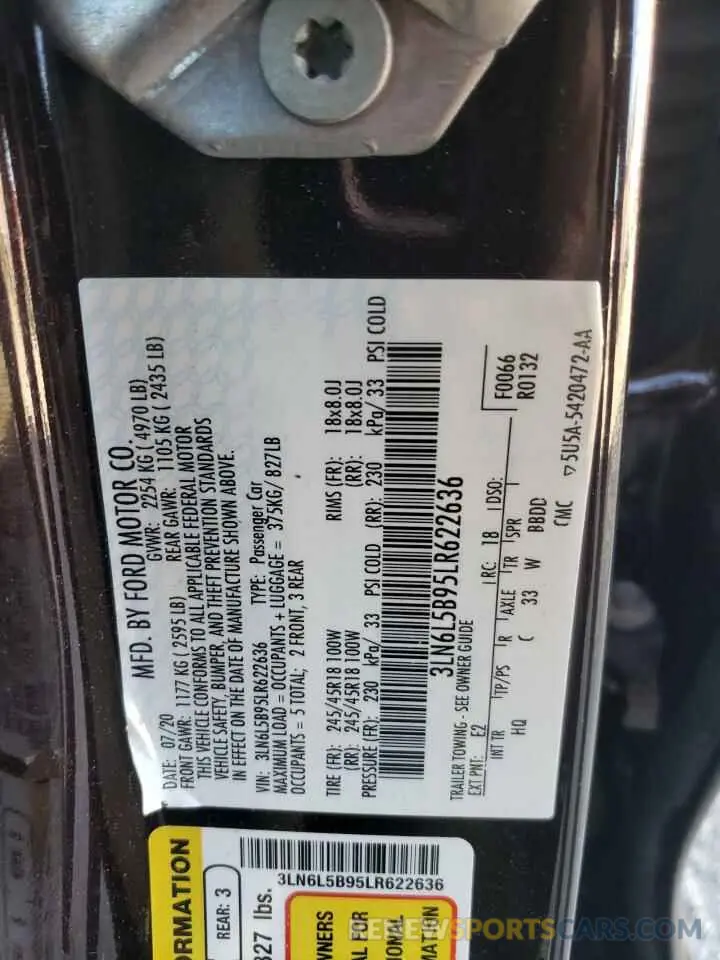 MFD. BY FORD MOTOR CO.
DATE: 07/20 GVWR: 2254 KG ( 4970 LB)
FRONT GAWR: 1177 KG ( 2595 LB) REAR GAWR: 1105 KG ( 2435 LB)
THIS VEHICLE CONFORMS TO ALL APPLICABLE FEDERAL MOTOR
VEHICLE SAFETY, BUMPER, AND THEFT PREVENTION STANDARDS
IN EFFECT ON THE DATE OF MANUFACTURE SHOWN ABOVE.
VIN: 3LN6L5B95LR622636 TYPE: Passenger Car
MAXIMUM LOAD = OCCUPANTS + LUGGAGE = 375KG/ 827LB
OCCUPANTS = 5 TOTAL; 2 FRONT, 3 REAR
TIRE (FR): 245/45R18 100W RIMS (FR): 18x8.0J
(RR): 245/45R18 100W (RR): 18x8.0J
PRESSURE (FR): 230 kPa/ 33 PSI COLD (RR): 230 kPa/ 33 PSI COLD
3LN6L5B95LR622636
TRAILER TOWING - SEE OWNER GUIDE
EXT PNT: E2 RC: 18 DSO: F0066
R0132
INT TR TP/PS R AXLE TR SPR
HQ C 33 W BBDD
CMC ▽5U5A-5420472-AA
3LN6L5B95LR622636
ORMATION
REAR: 3
827 lbs.
WNERS
AL FOR
IONAL
MATION
RENEWSPORTSCARS.COM